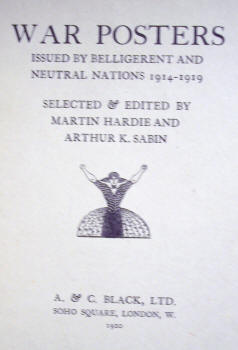 WAR POSTERS
ISSUED BY BELLIGERENT AND
NEUTRAL NATIONS 1914-1919
SELECTED & EDITED BY
MARTIN HARDIE AND
ARTHUR K. SABIN
A. & C. BLACK, LTD.
SOHO SQUARE, LONDON, W.
1920